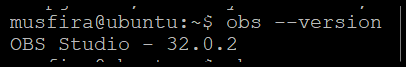 musfira@ubuntu:~$ obs --version
OBS Studio - 32.0.2